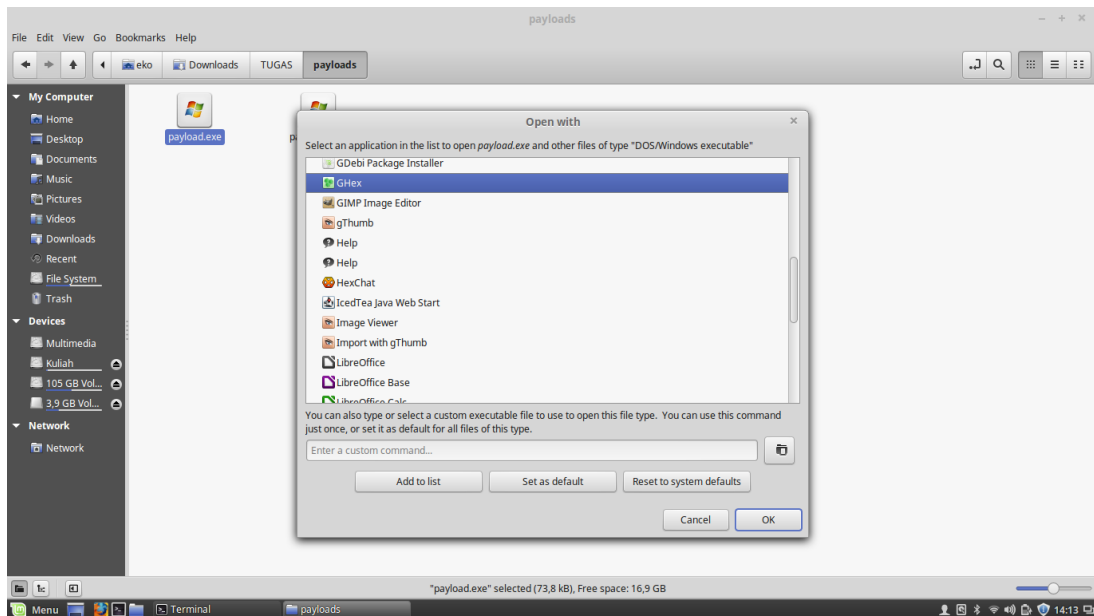 payloads
File Edit View Go Bookmarks Help
eko Downloads TUGAS payloads
My Computer
Home
Desktop
Documents
Music
Pictures
Videos
Downloads
Recent
File System
Trash
Devices
Multimedia
Kuliah
105 GB Vol...
3,9 GB Vol...
Network
Network
payload.exe
Open with
Select an application in the list to open payload.exe and other files of type "DOS/Windows executable"
GDebi Package Installer
GHex
GIMP Image Editor
gThumb
Help
Help
HexChat
IcedTea Java Web Start
Image Viewer
Import with gThumb
LibreOffice
LibreOffice Base
LibreOffice Calc
You can also type or select a custom executable file to use to open this file type. You can use this command
just once, or set it as default for all files of this type.
Enter a custom command...
Add to list Set as default Reset to system defaults
Cancel OK
"payload.exe" selected (73,8 kB), Free space: 16,9 GB
Menu Terminal payloads 14:13